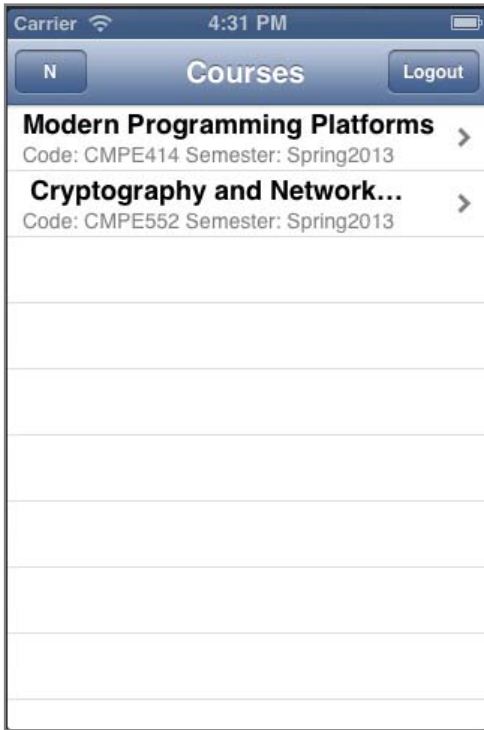 Carrier 4:31 PM
N Courses Logout
Modern Programming Platforms
Code: CMPE414 Semester: Spring2013
Cryptography and Network...
Code: CMPE552 Semester: Spring2013